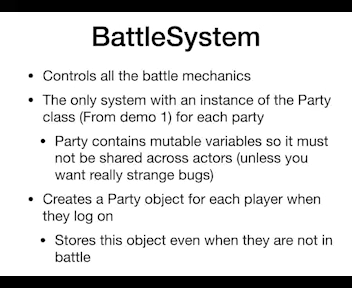 BattleSystem
• Controls all the battle mechanics
• The only system with an instance of the Party
class (From demo 1) for each party
• Party contains mutable variables so it must
not be shared across actors (unless you
want really strange bugs)
• Creates a Party object for each player when
they log on
• Stores this object even when they are not in
battle